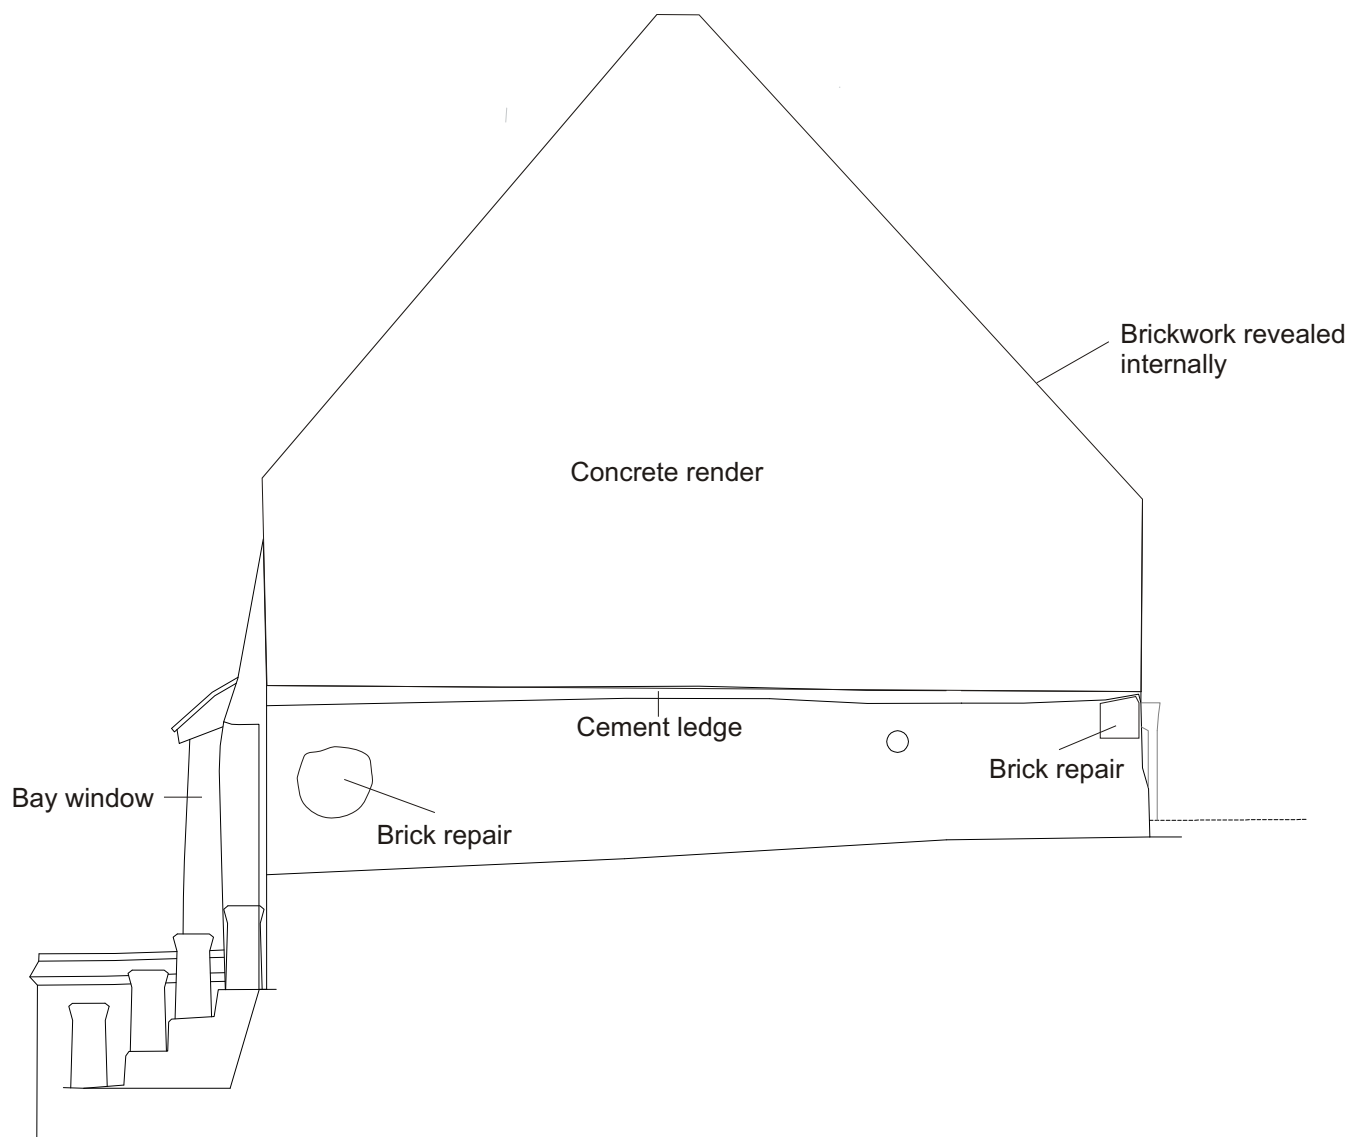 Brickwork revealed
internally
Concrete render
Cement ledge
Brick repair
Bay window
Brick repair